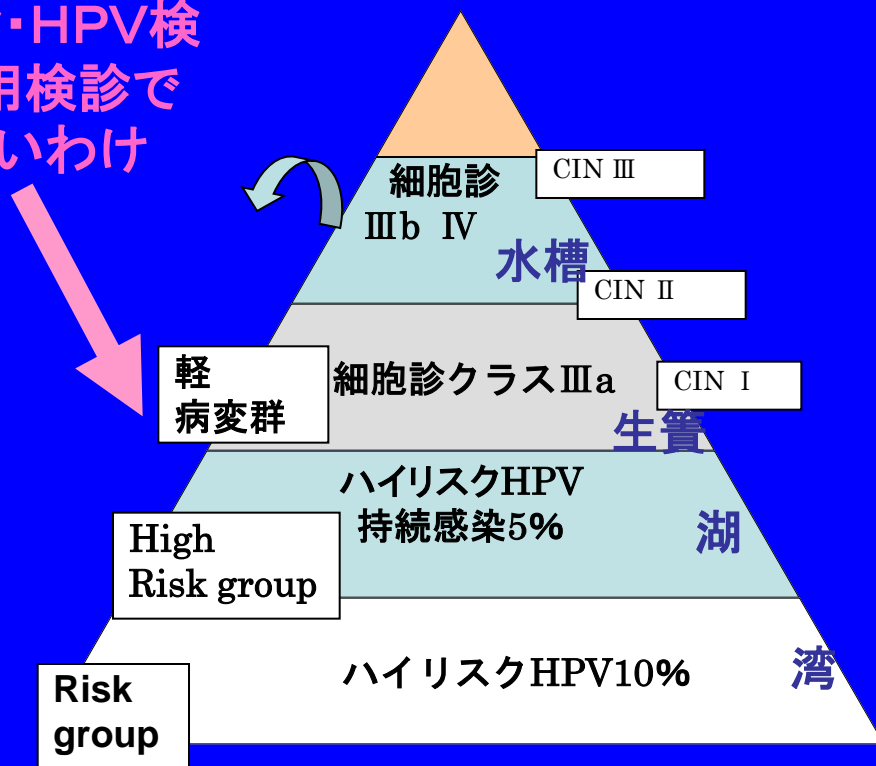 ・HPV検
用検診で
いわけ
細胞診
Ⅲb Ⅳ
CIN Ⅲ
水槽
CIN Ⅱ
軽
病変群
細胞診クラスⅢa
CIN Ⅰ
生簀
ハイリスクHPV
持続感染5%
湖
High
Risk group
ハイリスクHPV10%
湾
Risk
group